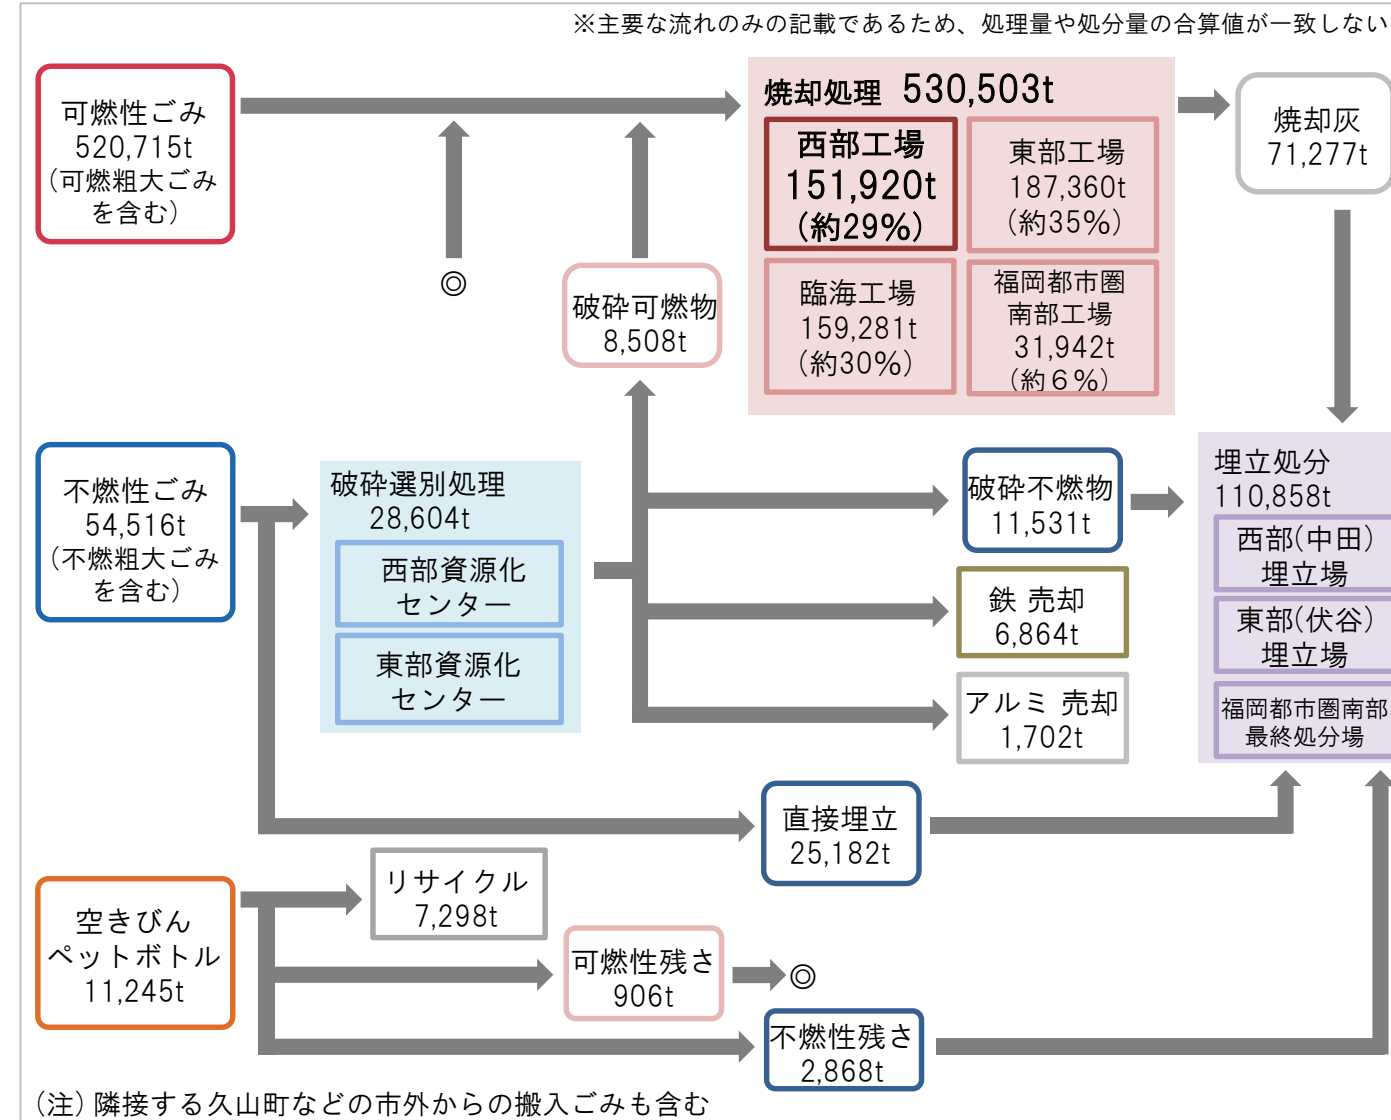 ※主要な流れのみの記載であるため、処理量や処分量の合算値が一致しない
可燃性ごみ
520,715t
(可燃粗大ごみ
を含む)
◎
破砕可燃物
8,508t
焼却処理 530,503t
西部工場
151,920t
(約29%)
東部工場
187,360t
(約35%)
臨海工場
159,281t
(約30%)
福岡都市圏
南部工場
31,942t
(約6%)
焼却灰
71,277t
不燃性ごみ
54,516t
(不燃粗大ごみ
を含む)
破砕選別処理
28,604t
西部資源化
センター
東部資源化
センター
破砕不燃物
11,531t
鉄 売却
6,864t
アルミ 売却
1,702t
埋立処分
110,858t
西部(中田)
埋立場
東部(伏谷)
埋立場
福岡都市圏南部
最終処分場
直接埋立
25,182t
空きびん
ペットボトル
11,245t
リサイクル
7,298t
可燃性残さ
906t
◎
不燃性残さ
2,868t
(注)隣接する久山町などの市外からの搬入ごみも含む